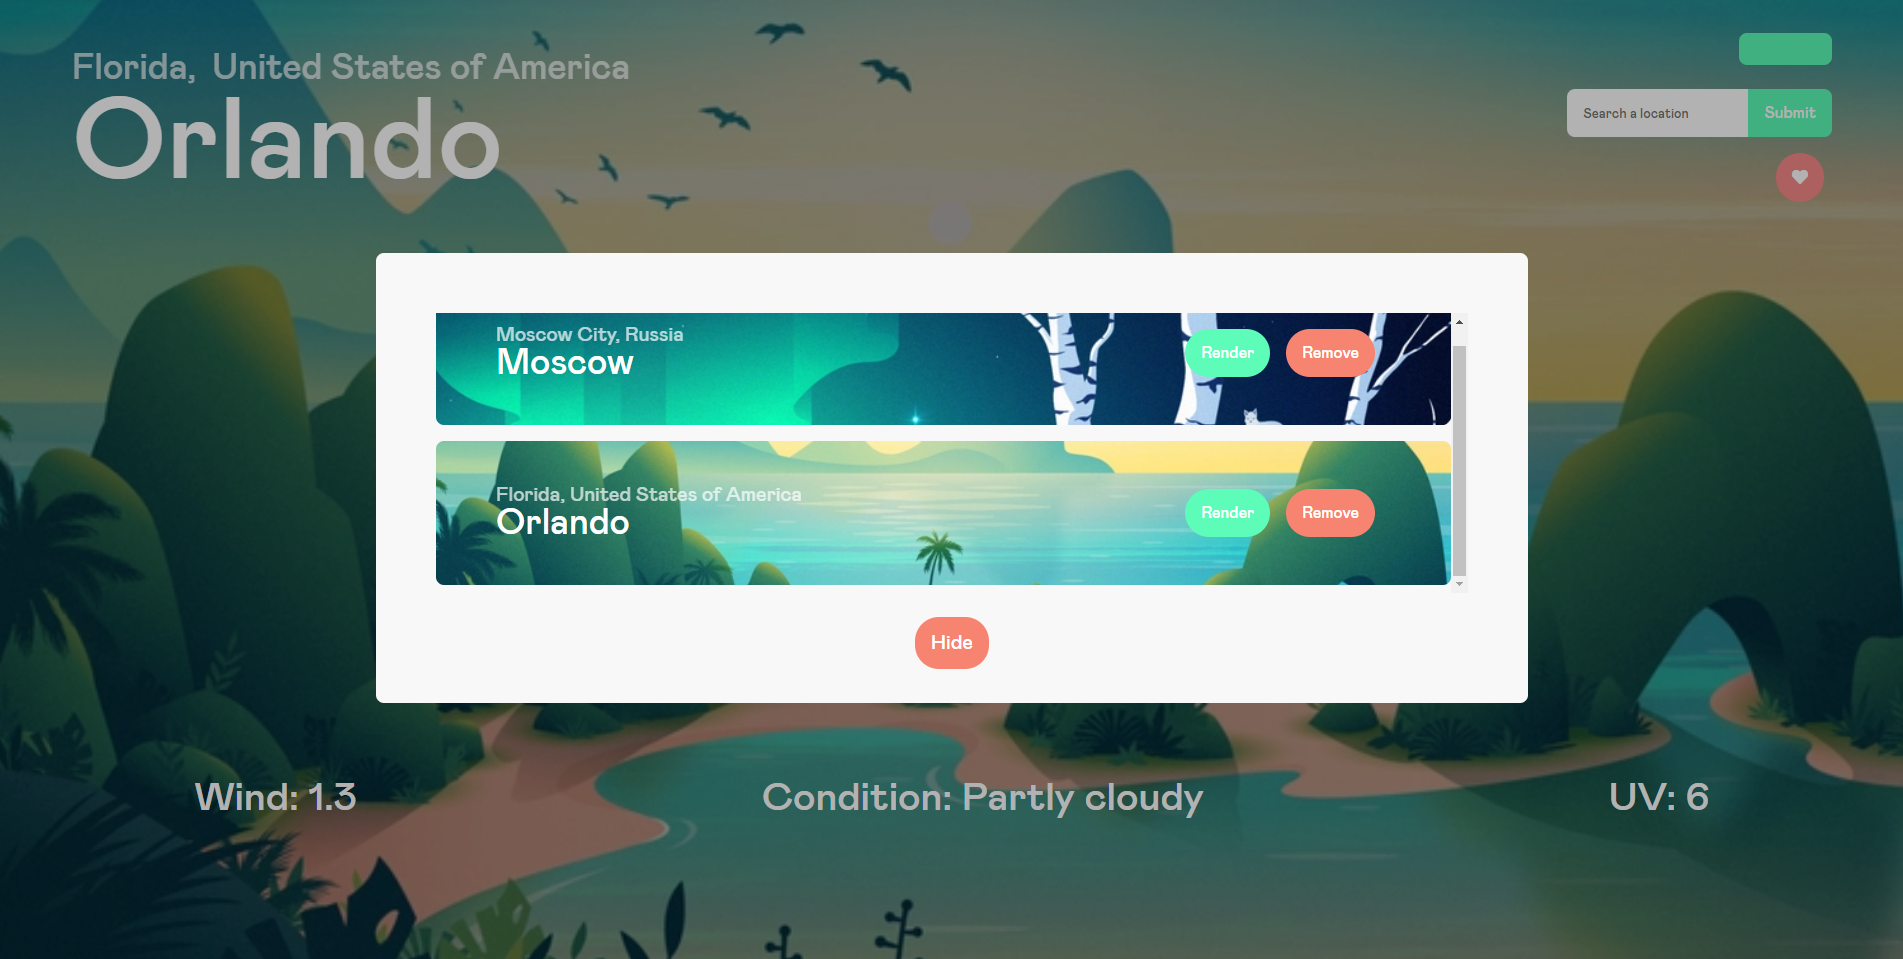 Florida, United States of America
Orlando
Search a location
Submit
Moscow City, Russia
Moscow
Render
Remove
Florida, United States of America
Orlando
Render
Remove
Hide
Wind: 1.3
Condition: Partly cloudy
UV: 6